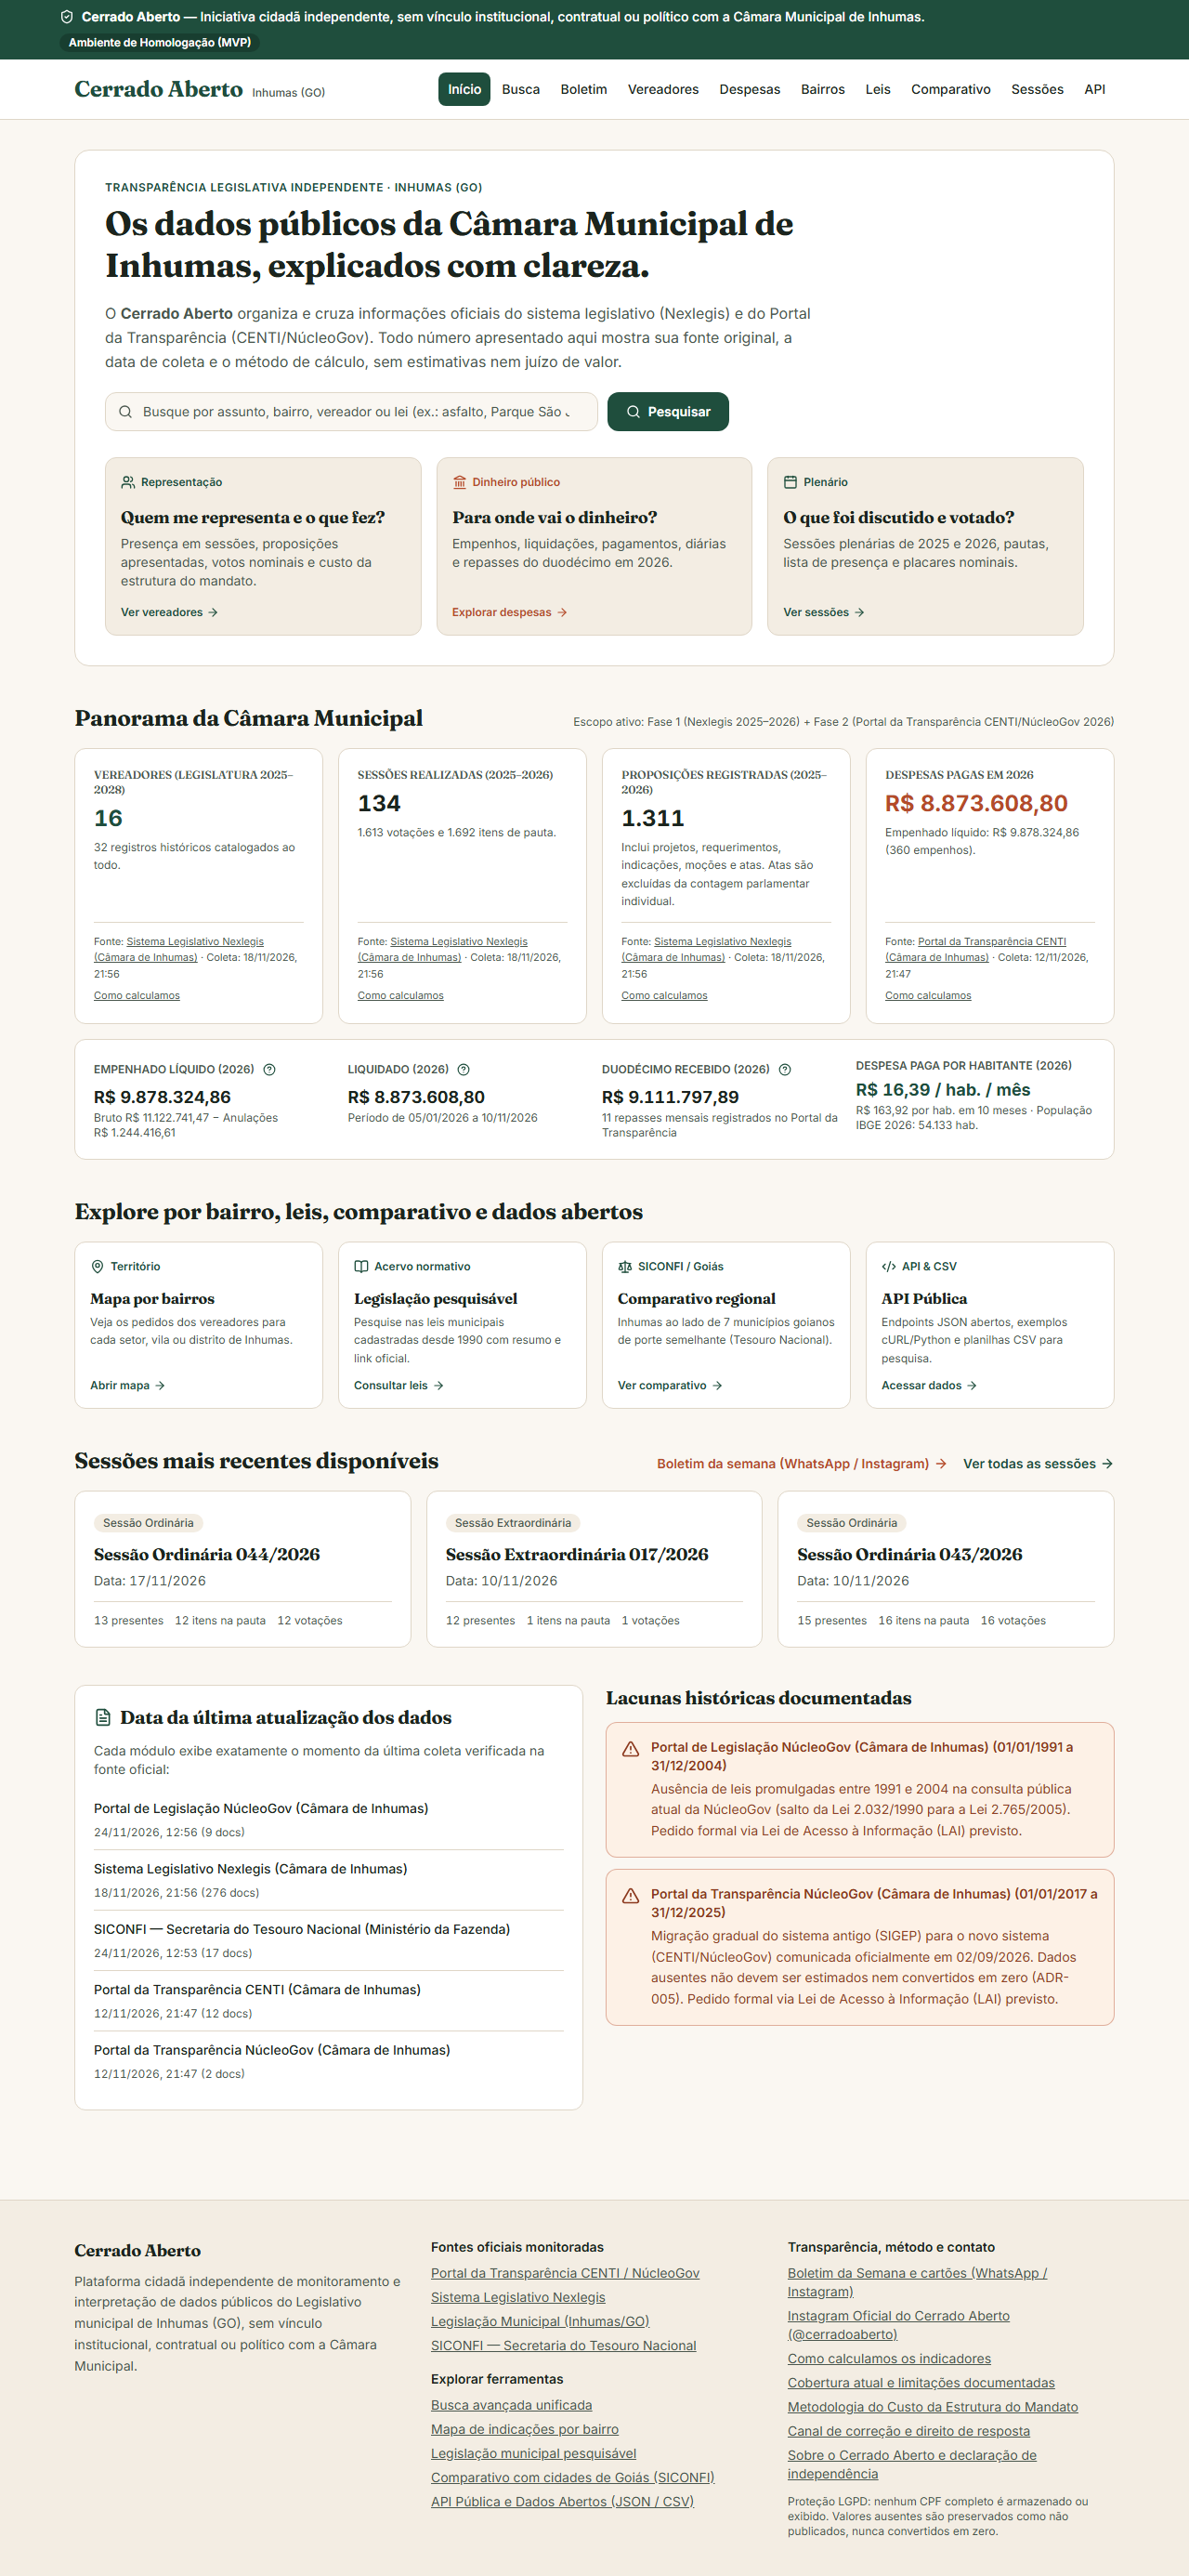 Cerrado Aberto — Iniciativa cidadã independente, sem vínculo institucional, contratual ou político com a Câmara Municipal de Inhumas.
Ambiente de Homologação (MVP)
Cerrado Aberto Inhumas (GO)
Início Busca Boletim Vereadores Despesas Bairros Leis Comparativo Sessões API
TRANSPARÊNCIA LEGISLATIVA INDEPENDENTE · INHUMAS (GO)
Os dados públicos da Câmara Municipal de
Inhumas, explicados com clareza.
O Cerrado Aberto organiza e cruza informações oficiais do sistema legislativo (Nexlegis) e do Portal
da Transparência (CENTI/NúcleoGov). Todo número apresentado aqui mostra sua fonte original, a
data de coleta e o método de cálculo, sem estimativas nem juízo de valor.
Busque por assunto, bairro, vereador ou lei (ex.: asfalto, Parque São
Pesquisar
Representação
Quem me representa e o que fez?
Presença em sessões, proposições
apresentadas, votos nominais e custo da
estrutura do mandato.
Ver vereadores →
Dinheiro público
Para onde vai o dinheiro?
Empenhos, liquidações, pagamentos, diárias
e repasses do duodécimo em 2026.
Explorar despesas →
Plenário
O que foi discutido e votado?
Sessões plenárias de 2025 e 2026, pautas,
lista de presença e placares nominais.
Ver sessões →
Panorama da Câmara Municipal
Escopo ativo: Fase 1 (Nexlegis 2025–2026) + Fase 2 (Portal da Transparência CENTI/NúcleoGov 2026)
VEREADORES (LEGISLATURA 2025–
2028)
16
32 registros históricos catalogados ao
todo.
Fonte: Sistema Legislativo Nexlegis
(Câmara de Inhumas) · Coleta: 18/11/2026,
21:56
Como calculamos
SESSÕES REALIZADAS (2025–2026)
134
1.613 votações e 1.692 itens de pauta.
Fonte: Sistema Legislativo Nexlegis
(Câmara de Inhumas) · Coleta: 18/11/2026,
21:56
Como calculamos
PROPOSIÇÕES REGISTRADAS (2025–
2026)
1.311
Inclui projetos, requerimentos,
indicações, moções e atas. Atas são
excluídas da contagem parlamentar
individual.
Fonte: Sistema Legislativo Nexlegis
(Câmara de Inhumas) · Coleta: 18/11/2026,
21:56
Como calculamos
DESPESAS PAGAS EM 2026
R$ 8.873.608,80
Empenhado líquido: R$ 9.878.324,86
(360 empenhos).
Fonte: Portal da Transparência CENTI
(Câmara de Inhumas) · Coleta: 12/11/2026,
21:47
Como calculamos
EMPENHADO LÍQUIDO (2026)
R$ 9.878.324,86
Bruto R$ 11.122.741,47 − Anulações
R$ 1.244.416,61
LIQUIDADO (2026)
R$ 8.873.608,80
Período de 05/01/2026 a 10/11/2026
DUODÉCIMO RECEBIDO (2026)
R$ 9.111.797,89
11 repasses mensais registrados no Portal da
Transparência
DESPESA PAGA POR HABITANTE (2026)
R$ 16,39 / hab. / mês
R$ 163,92 por hab. em 10 meses · População
IBGE 2026: 54.133 hab.
Explore por bairro, leis, comparativo e dados abertos
Território
Mapa por bairros
Veja os pedidos dos vereadores para
cada setor, vila ou distrito de Inhumas.
Abrir mapa →
Acervo normativo
Legislação pesquisável
Pesquise nas leis municipais
cadastradas desde 1990 com resumo e
link oficial.
Consultar leis →
SICONFI / Goiás
Comparativo regional
Inhumas ao lado de 7 municípios goianos
de porte semelhante (Tesouro Nacional).
Ver comparativo →
API & CSV
API Pública
Endpoints JSON abertos, exemplos
cURL/Python e planilhas CSV para
pesquisa.
Acessar dados →
Sessões mais recentes disponíveis
Boletim da semana (WhatsApp / Instagram) → Ver todas as sessões →
Sessão Ordinária
Sessão Ordinária 044/2026
Data: 17/11/2026
13 presentes 12 itens na pauta 12 votações
Sessão Extraordinária
Sessão Extraordinária 017/2026
Data: 10/11/2026
12 presentes 1 itens na pauta 1 votações
Sessão Ordinária
Sessão Ordinária 043/2026
Data: 10/11/2026
15 presentes 16 itens na pauta 16 votações
Data da última atualização dos dados
Cada módulo exibe exatamente o momento da última coleta verificada na
fonte oficial:
Portal de Legislação NúcleoGov (Câmara de Inhumas)
24/11/2026, 12:56 (9 docs)
Sistema Legislativo Nexlegis (Câmara de Inhumas)
18/11/2026, 21:56 (276 docs)
SICONFI — Secretaria do Tesouro Nacional (Ministério da Fazenda)
24/11/2026, 12:53 (17 docs)
Portal da Transparência CENTI (Câmara de Inhumas)
12/11/2026, 21:47 (12 docs)
Portal da Transparência NúcleoGov (Câmara de Inhumas)
12/11/2026, 21:47 (2 docs)
Lacunas históricas documentadas
Portal de Legislação NúcleoGov (Câmara de Inhumas) (01/01/1991 a
31/12/2004)
Ausência de leis promulgadas entre 1991 e 2004 na consulta pública
atual da NúcleoGov (salto da Lei 2.032/1990 para a Lei 2.765/2005).
Pedido formal via Lei de Acesso à Informação (LAI) previsto.
Portal da Transparência NúcleoGov (Câmara de Inhumas) (01/01/2017 a
31/12/2025)
Migração gradual do sistema antigo (SIGEP) para o novo sistema
(CENTI/NúcleoGov) comunicada oficialmente em 02/09/2026. Dados
ausentes não devem ser estimados nem convertidos em zero (ADR-
005). Pedido formal via Lei de Acesso à Informação (LAI) previsto.
Cerrado Aberto
Plataforma cidadã independente de monitoramento e
interpretação de dados públicos do Legislativo
municipal de Inhumas (GO), sem vínculo
institucional, contratual ou político com a Câmara
Municipal.
Fontes oficiais monitoradas
Portal da Transparência CENTI / NúcleoGov
Sistema Legislativo Nexlegis
Legislação Municipal (Inhumas/GO)
SICONFI — Secretaria do Tesouro Nacional
Explorar ferramentas
Busca avançada unificada
Mapa de indicações por bairro
Legislação municipal pesquisável
Comparativo com cidades de Goiás (SICONFI)
API Pública e Dados Abertos (JSON / CSV)
Transparência, método e contato
Boletim da Semana e cartões (WhatsApp /
Instagram)
Instagram Oficial do Cerrado Aberto
(@cerradoaberto)
Como calculamos os indicadores
Cobertura atual e limitações documentadas
Metodologia do Custo da Estrutura do Mandato
Canal de correção e direito de resposta
Sobre o Cerrado Aberto e declaração de
independência
Proteção LGPD: nenhum CPF completo é armazenado ou
exibido. Valores ausentes são preservados como não
publicados, nunca convertidos em zero.